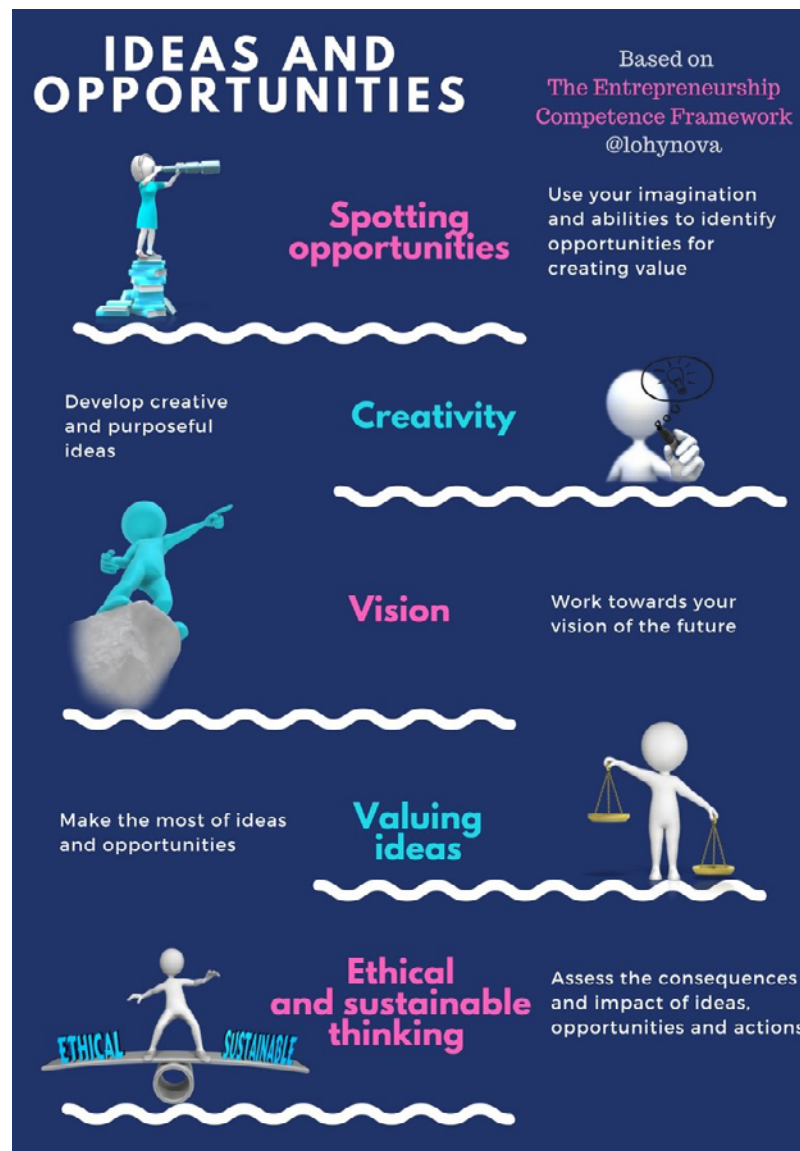 IDEAS AND
OPPORTUNITIES
Based on
The Entrepreneurship
Competence Framework
@lohynova
Spotting
opportunities
Use your imagination
and abilities to identify
opportunities for
creating value
Develop creative
and purposeful
ideas
Creativity
Vision
Work towards your
vision of the future
Make the most of ideas
and opportunities
Valuing
ideas
ETHICAL
SUSTAINABLE
Ethical
and sustainable
thinking
Assess the consequences
and impact of ideas,
opportunities and actions